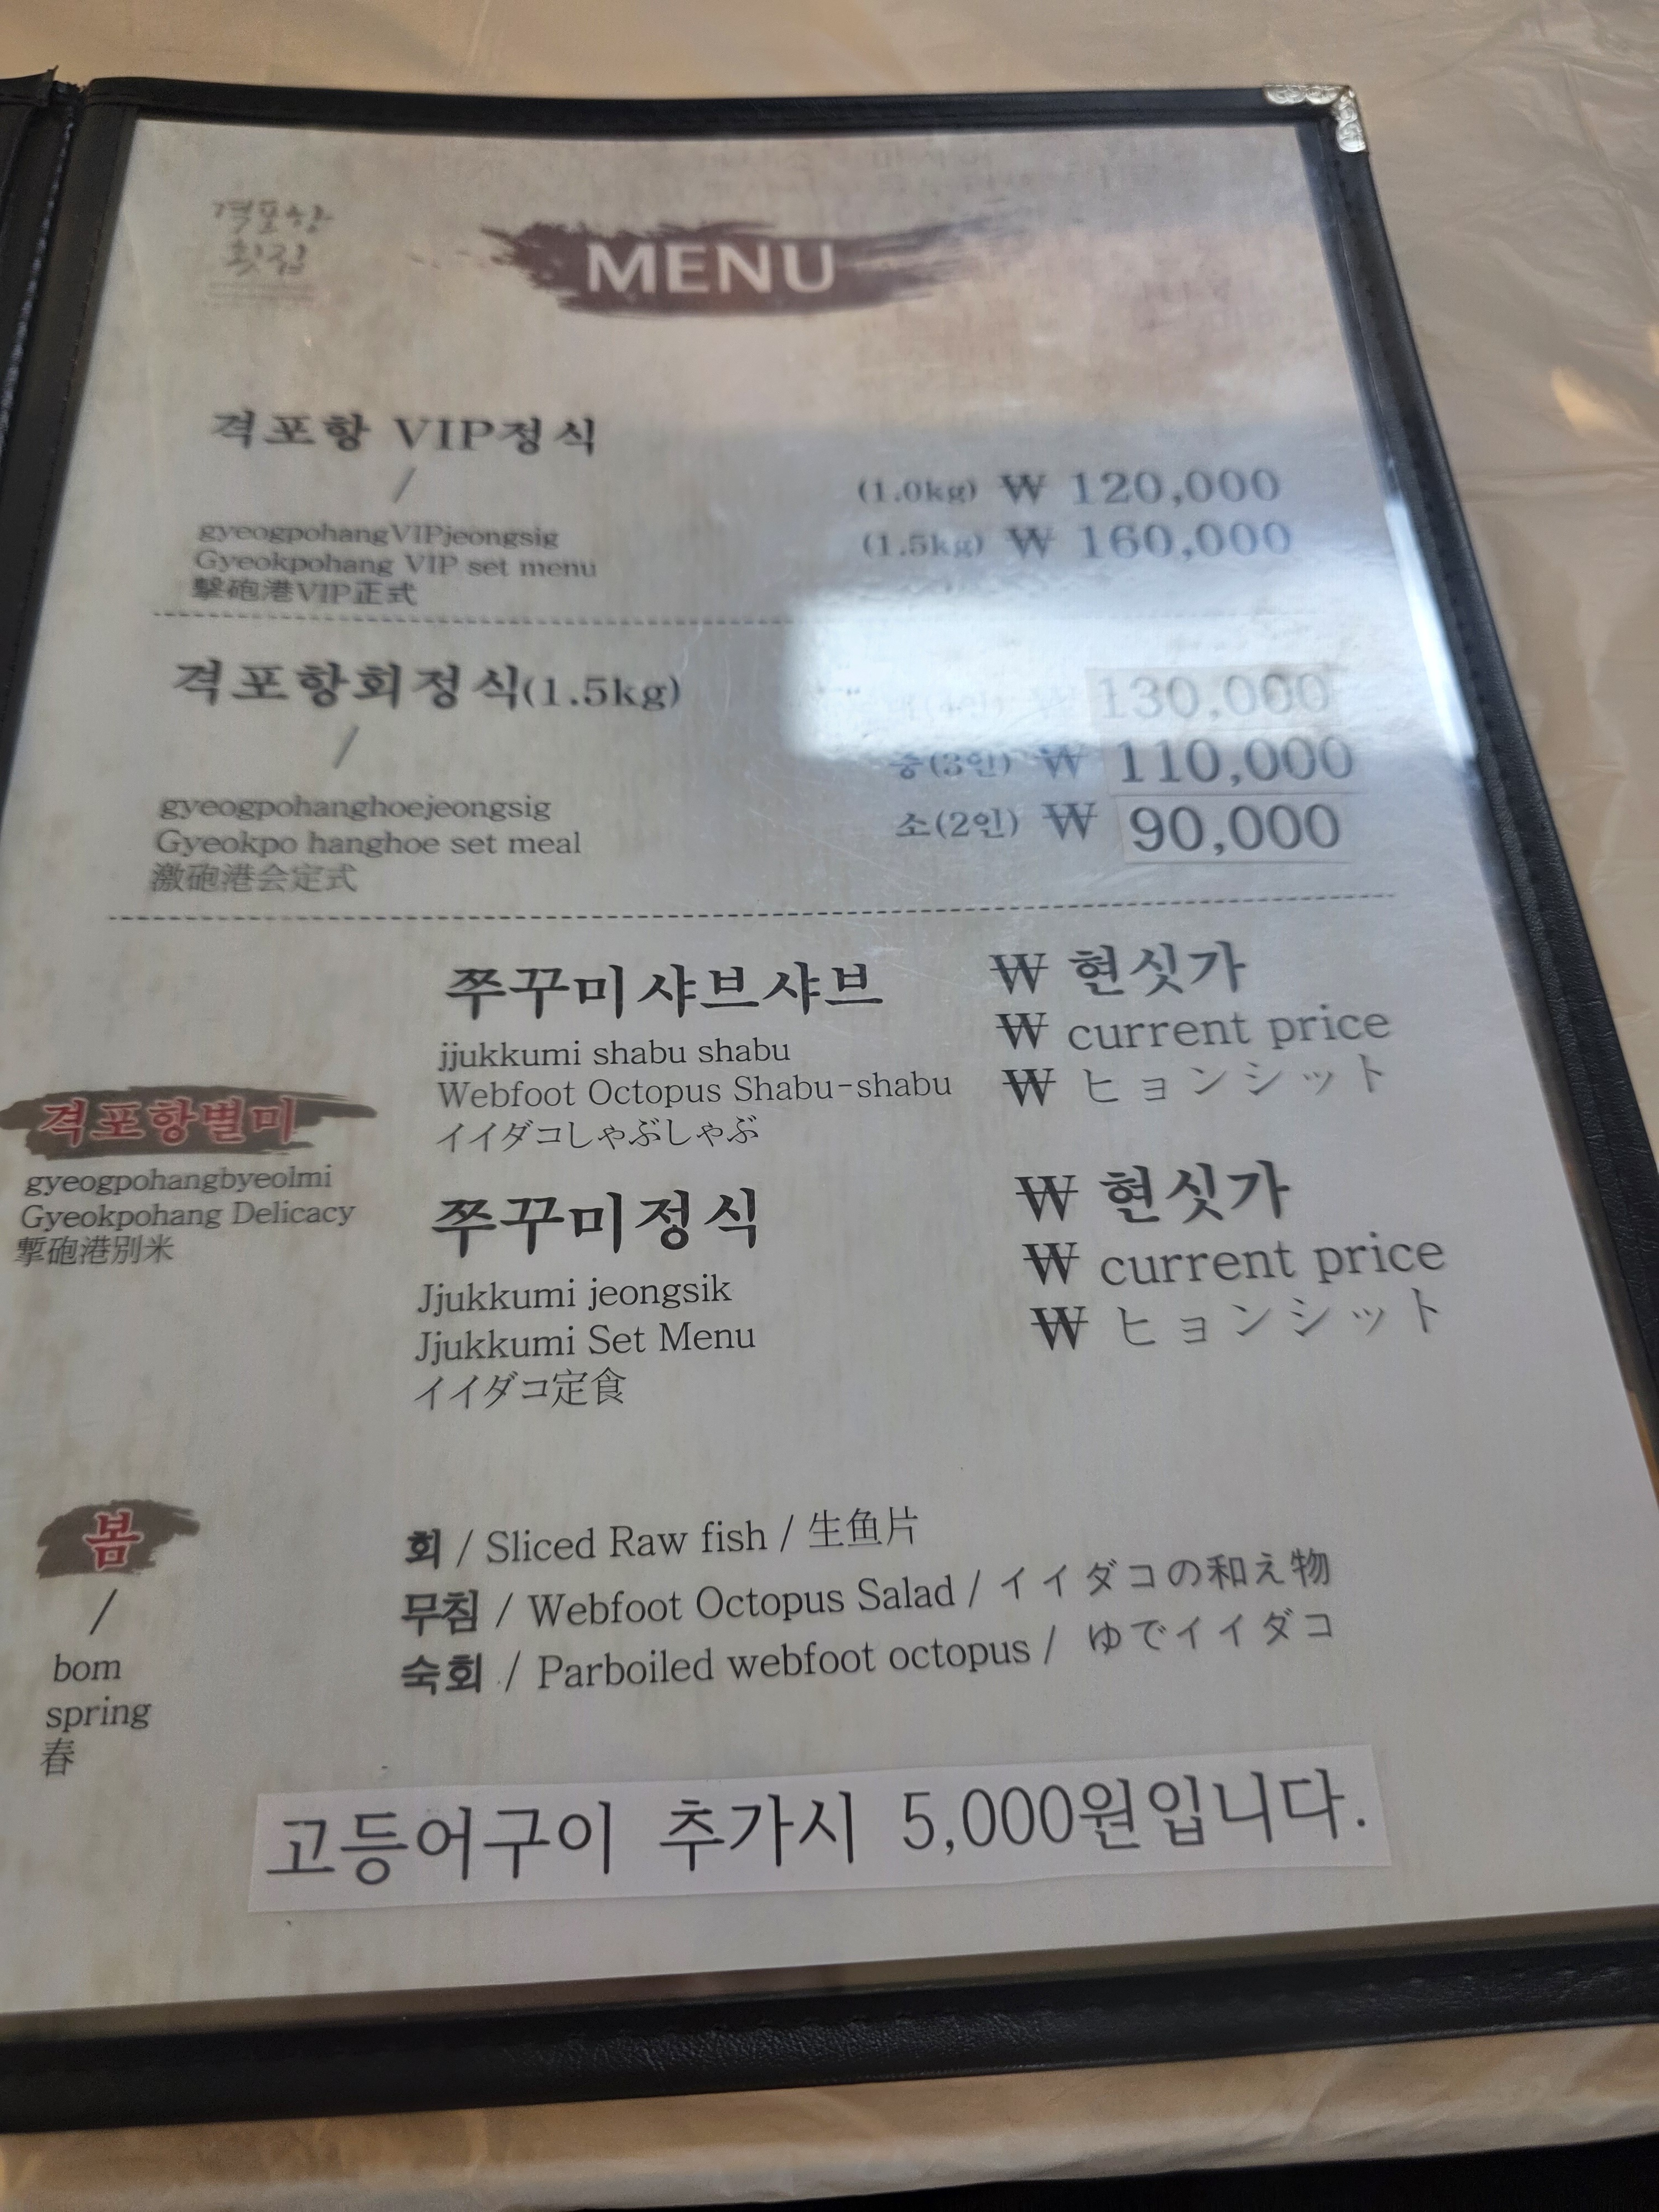 격포항
횟집
MENU
격포항 VIP정식
/
gyeogpohangVIPjeongsig
Gyeokpohang VIP set menu
擊砲港VIP正式
(1.0kg) ₩ 120,000
(1.5kg) ₩ 160,000
격포항회정식(1.5kg)
/
gyeogpohanghoejeongsig
Gyeokpo hanghoe set meal
激砲港会定式
(4인) ₩ 130,000
중(3인) ₩ 110,000
소(2인) ₩ 90,000
격포항별미
gyeogpohangbyeolmi
Gyeokpohang Delicacy
撃砲港別米
쭈꾸미샤브샤브
jjukkumi shabu shabu
Webfoot Octopus Shabu-shabu
イイダコしゃぶしゃぶ
₩ 현싯가
₩ current price
₩ ヒョンシット
쭈꾸미정식
Jjukkumi jeongsik
Jjukkumi Set Menu
イイダコ定食
₩ 현싯가
₩ current price
₩ ヒョンシット
봄
/
bom
spring
春
회 / Sliced Raw fish / 生鱼片
무침 / Webfoot Octopus Salad / イイダコの和え物
숙회 / Parboiled webfoot octopus / ゆでイイダコ
고등어구이 추가시 5,000원입니다.